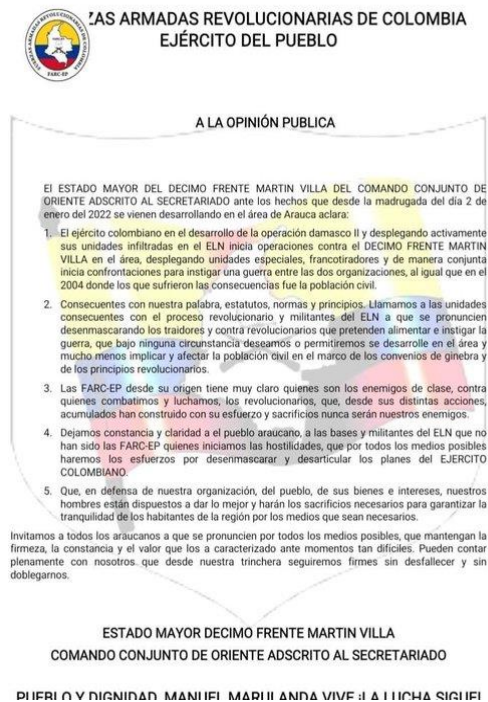 ZAS ARMADAS REVOLUCIONARIAS DE COLOMBIA
EJÉRCITO DEL PUEBLO
FARC-EP
A LA OPINIÓN PUBLICA
El ESTADO MAYOR DEL DECIMO FRENTE MARTIN VILLA DEL COMANDO CONJUNTO DE
ORIENTE ADSCRITO AL SECRETARIADO ante los hechos que desde la madrugada del día 2 de
enero del 2022 se vienen desarrollando en el área de Arauca aclara:
1. El ejército colombiano en el desarrollo de la operación damasco II y desplegando activamente
sus unidades infiltradas en el ELN inicia operaciones contra el DECIMO FRENTE MARTIN
VILLA en el área, desplegando unidades especiales, francotiradores y de manera conjunta
inicia confrontaciones para instigar una guerra entre las dos organizaciones, al igual que en el
2004 donde los que sufrieron las consecuencias fue la población civil.
2. Consecuentes con nuestra palabra, estatutos, normas y principios. Llamamos a las unidades
consecuentes con el proceso revolucionario y militantes del ELN a que se pronuncien
desenmascarando los traidores y contra revolucionarios que pretenden alimentar e instigar la
guerra, que bajo ninguna circunstancia deseamos o permitiremos se desarrolle en el área y
mucho menos implicar y afectar la población civil en el marco de los convenios de ginebra y
de los principios revolucionarios.
3. Las FARC-EP desde su origen tiene muy claro quienes son los enemigos de clase, contra
quienes combatimos y luchamos, los revolucionarios, que, desde sus distintas acciones,
acumulados han construido con su esfuerzo y sacrificios nunca serán nuestros enemigos.
4. Dejamos constancia y claridad a el pueblo araucano, a las bases y militantes del ELN que no
han sido las FARC-EP quienes iniciamos las hostilidades, que por todos los medios posibles
haremos los esfuerzos por desenmascarar y desarticular los planes del EJERCITO
COLOMBIANO.
5. Que, en defensa de nuestra organización, del pueblo, de sus bienes e intereses, nuestros
hombres están dispuestos a dar lo mejor y harán los sacrificios necesarios para garantizar la
tranquilidad de los habitantes de la región por los medios que sean necesarios.
Invitamos a todos los araucanos a que se pronuncien por todos los medios posibles, que mantengan la
firmeza, la constancia y el valor que los a caracterizado ante momentos tan difíciles. Pueden contar
plenamente con nosotros que desde nuestra trinchera seguiremos firmes sin desfallecer y sin
doblegarnos.
ESTADO MAYOR DECIMO FRENTE MARTIN VILLA
COMANDO CONJUNTO DE ORIENTE ADSCRITO AL SECRETARIADO
PUEBLO Y DIGNIDAD, MANUEL MARULANDA VIVE ¡LA LUCHA SIGUE!